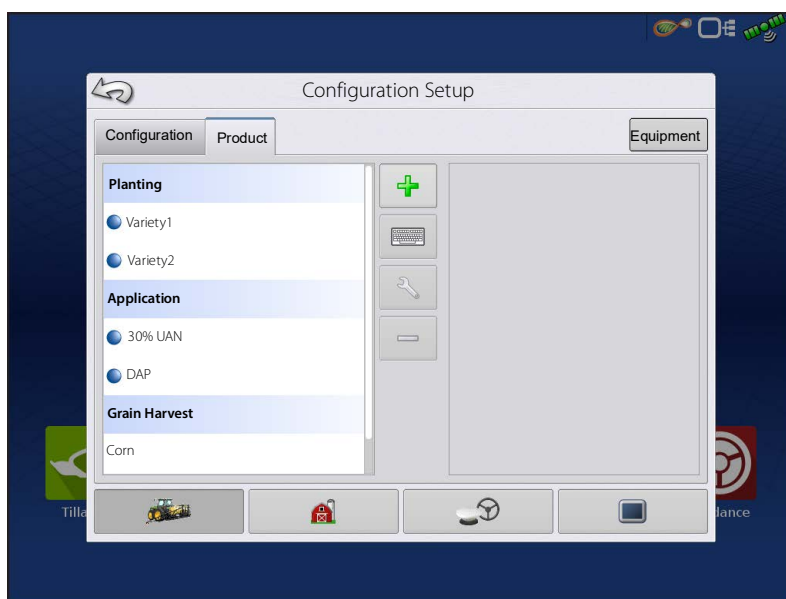 Configuration Setup
Configuration Product Equipment
Planting
Variety1
Variety2
Application
30% UAN
DAP
Grain Harvest
Corn
Tilla
dance